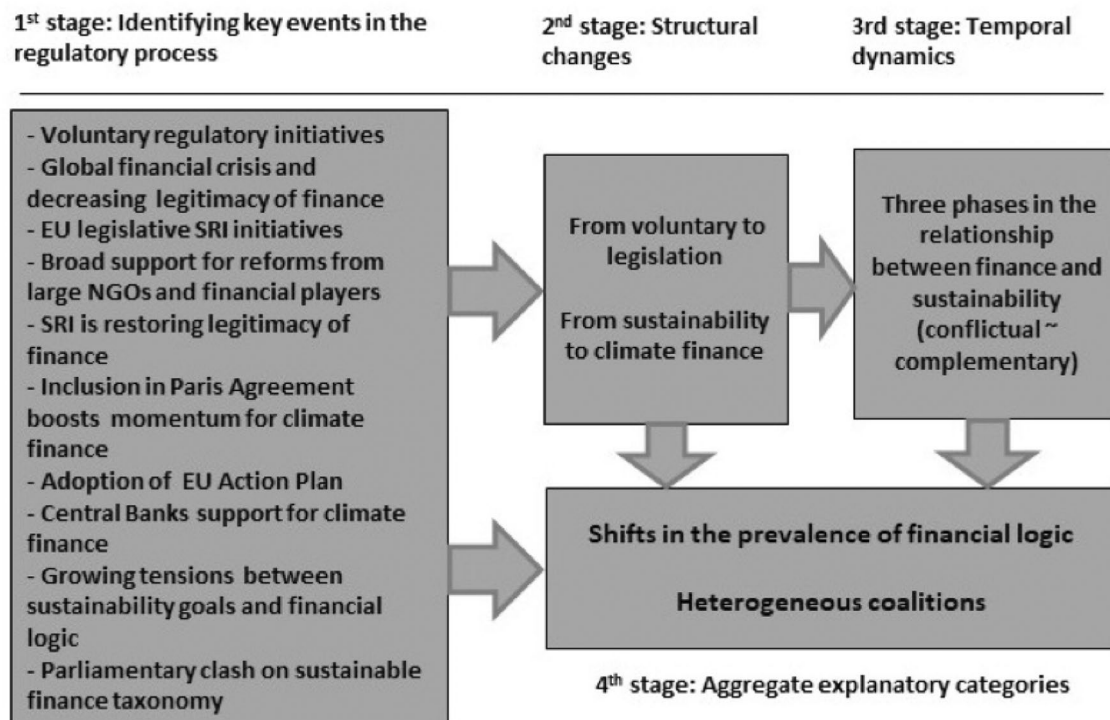 1st stage: Identifying key events in the
regulatory process
2nd stage: Structural
changes
3rd stage: Temporal
dynamics
- Voluntary regulatory initiatives
- Global financial crisis and
decreasing legitimacy of finance
- EU legislative SRI initiatives
- Broad support for reforms from
large NGOs and financial players
- SRI is restoring legitimacy of
finance
- Inclusion in Paris Agreement
boosts momentum for climate
finance
- Adoption of EU Action Plan
- Central Banks support for climate
finance
- Growing tensions between
sustainability goals and financial
logic
- Parliamentary clash on sustainable
finance taxonomy
From voluntary to
legislation
From sustainability
to climate finance
Three phases in the
relationship
between finance and
sustainability
(conflictual ~
complementary)
Shifts in the prevalence of financial logic
Heterogeneous coalitions
4th stage: Aggregate explanatory categories